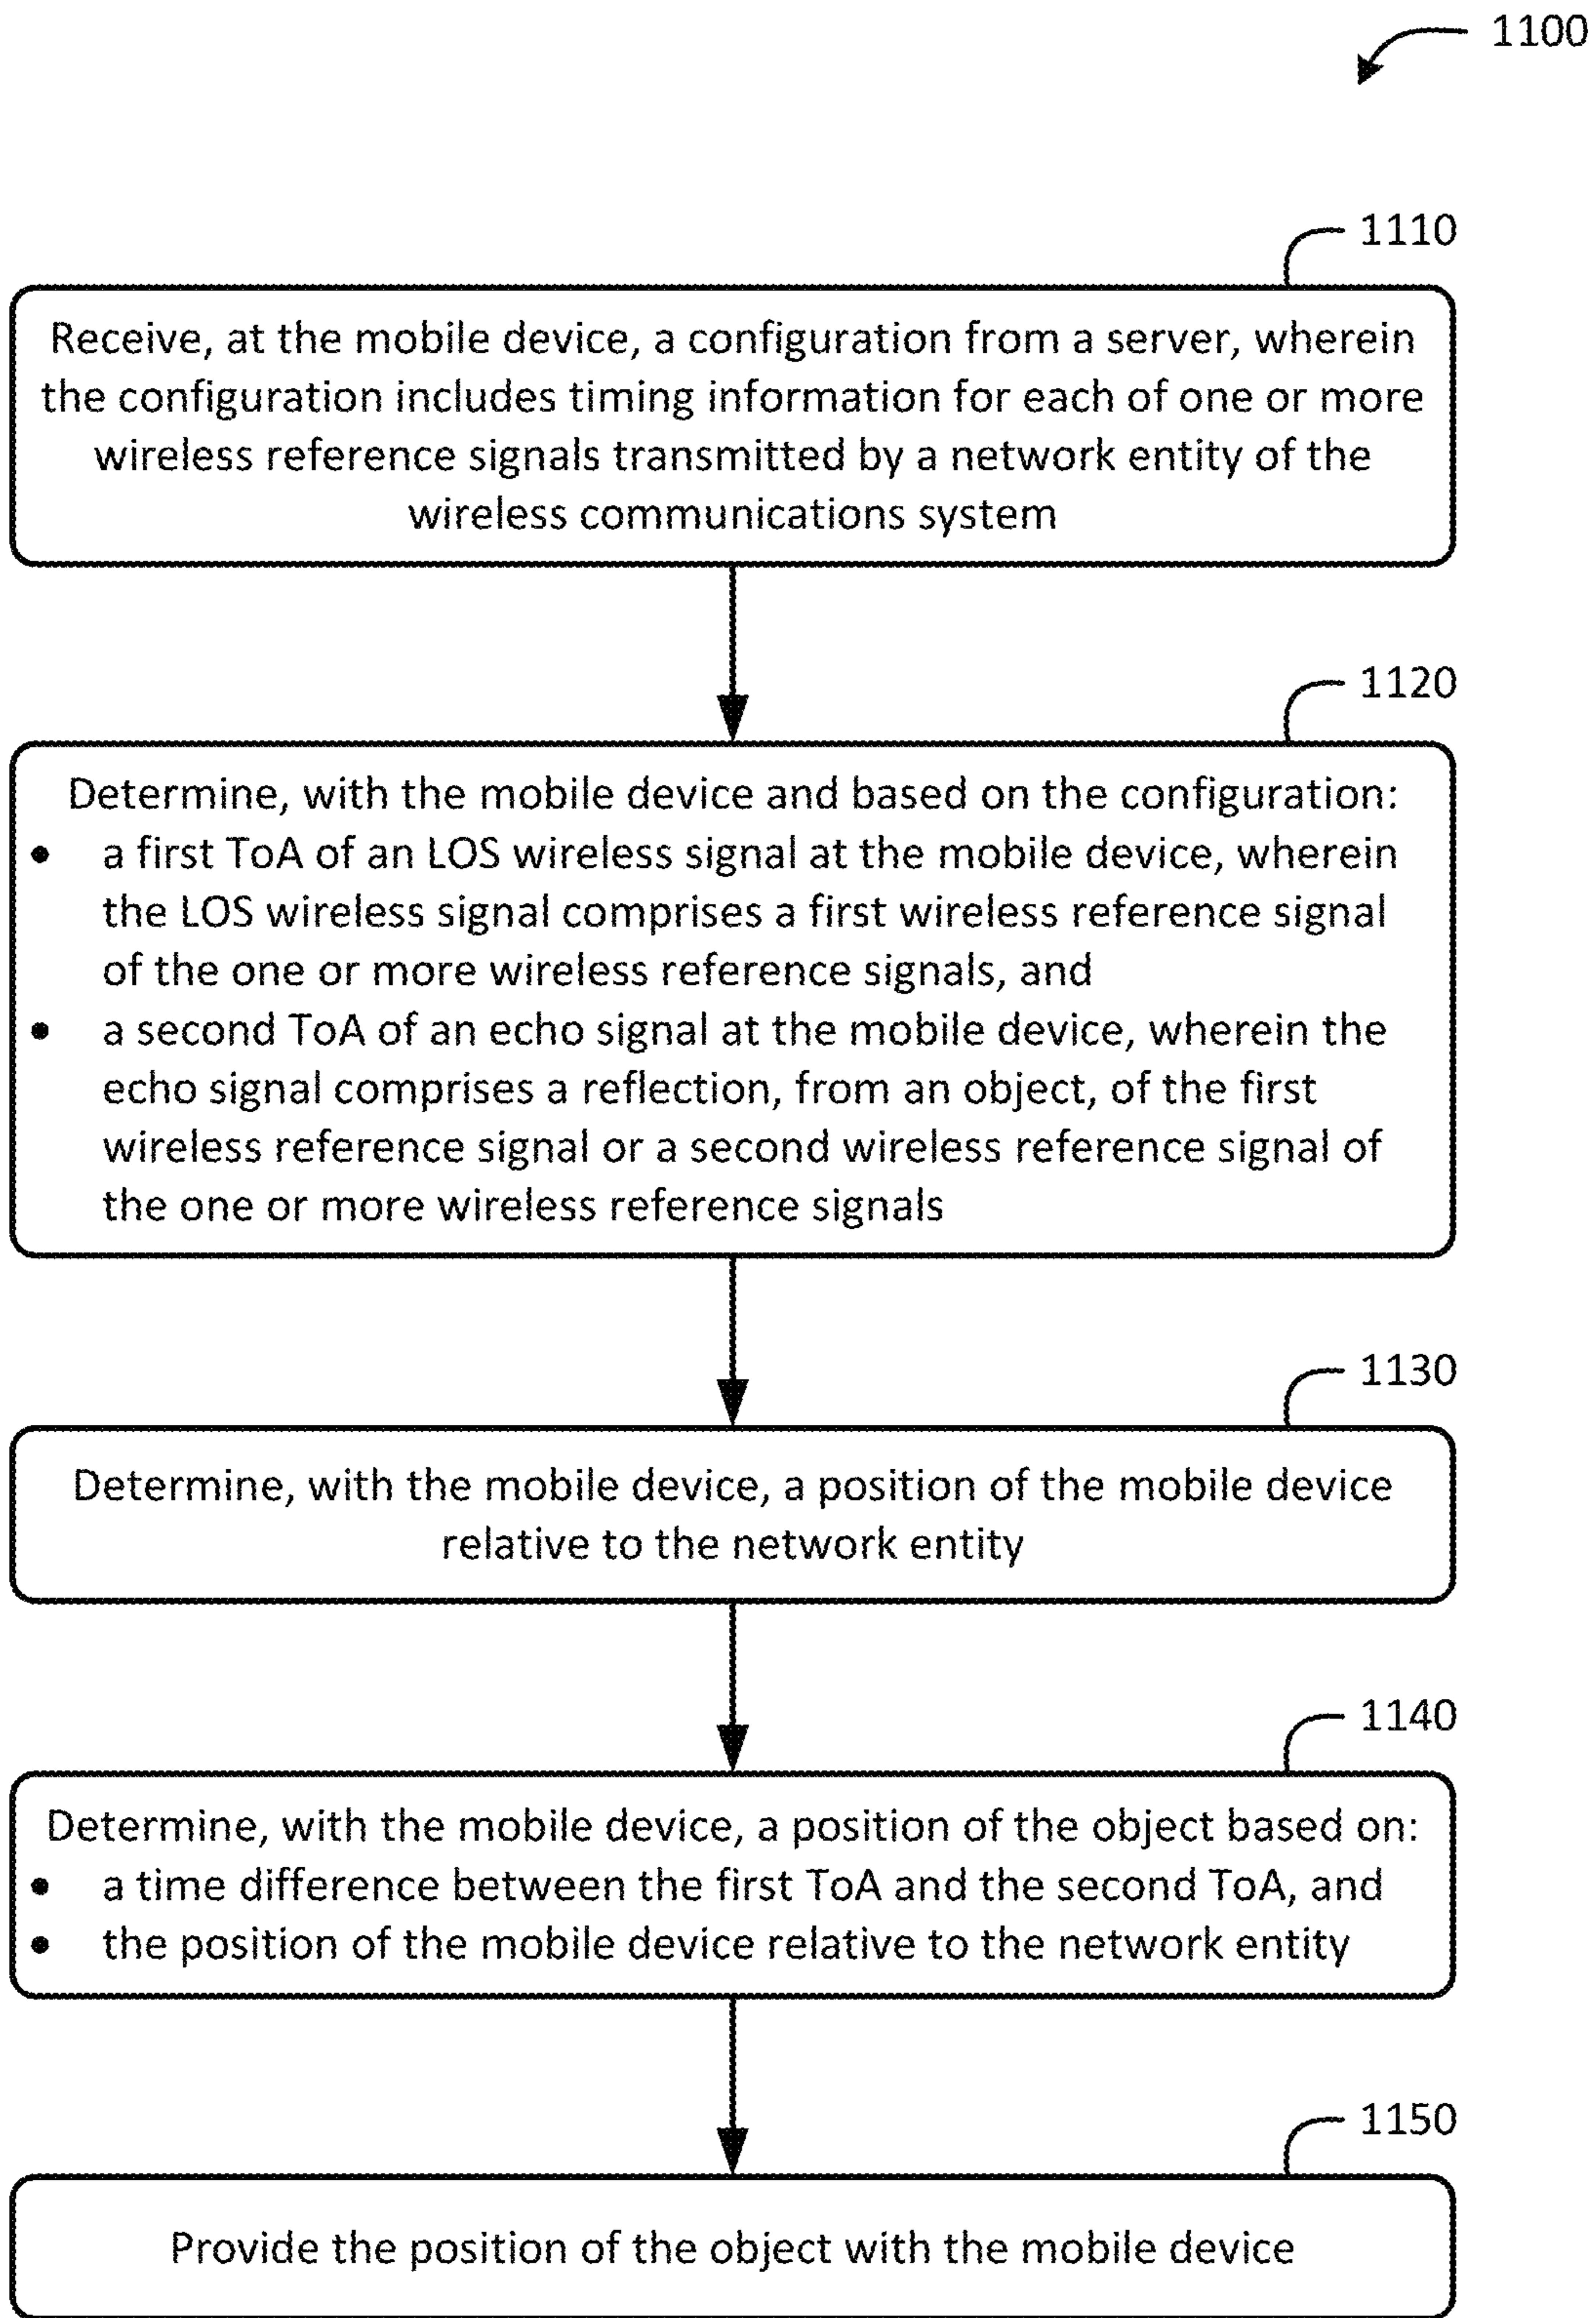 1100
1110
Receive, at the mobile device, a configuration from a server, wherein
the configuration includes timing information for each of one or more
wireless reference signals transmitted by a network entity of the
wireless communications system
1120
Determine, with the mobile device and based on the configuration:
• a first ToA of an LOS wireless signal at the mobile device, wherein
the LOS wireless signal comprises a first wireless reference signal
of the one or more wireless reference signals, and
• a second ToA of an echo signal at the mobile device, wherein the
echo signal comprises a reflection, from an object, of the first
wireless reference signal or a second wireless reference signal of
the one or more wireless reference signals
1130
Determine, with the mobile device, a position of the mobile device
relative to the network entity
1140
Determine, with the mobile device, a position of the object based on:
• a time difference between the first ToA and the second ToA, and
• the position of the mobile device relative to the network entity
1150
Provide the position of the object with the mobile device